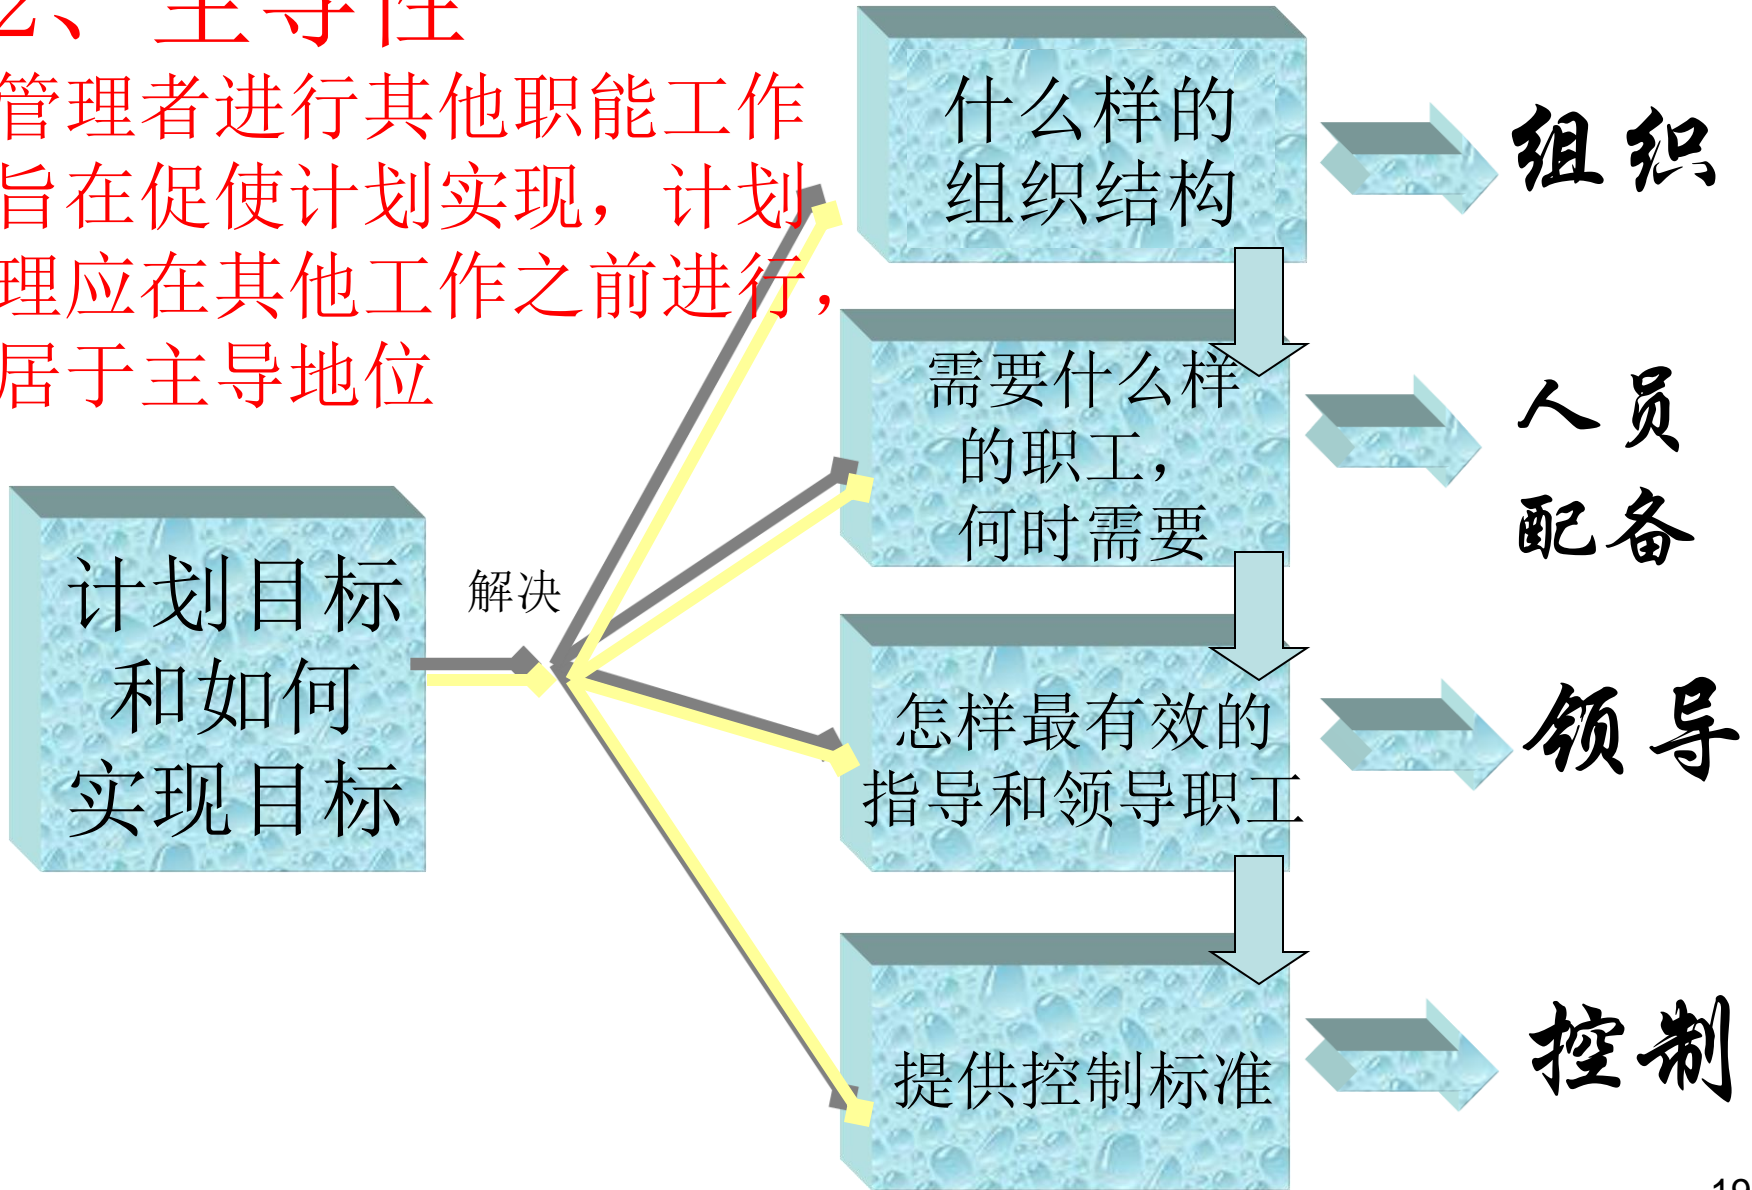 2、主导性
管理者进行其他职能工作
旨在促使计划实现，计划
理应在其他工作之前进行，
居于主导地位
计划目标
和如何
实现目标
解决
什么样的
组织结构
组织
需要什么样
的职工，
何时需要
人员
配备
怎样最有效的
指导和领导职工
领导
提供控制标准
控制